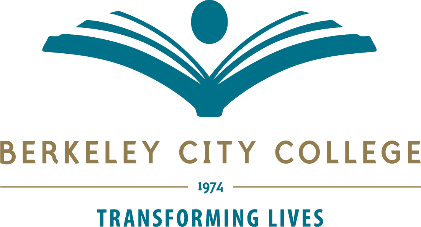 BERKELEY CITY COLLEGE
1974
TRANSFORMING LIVES